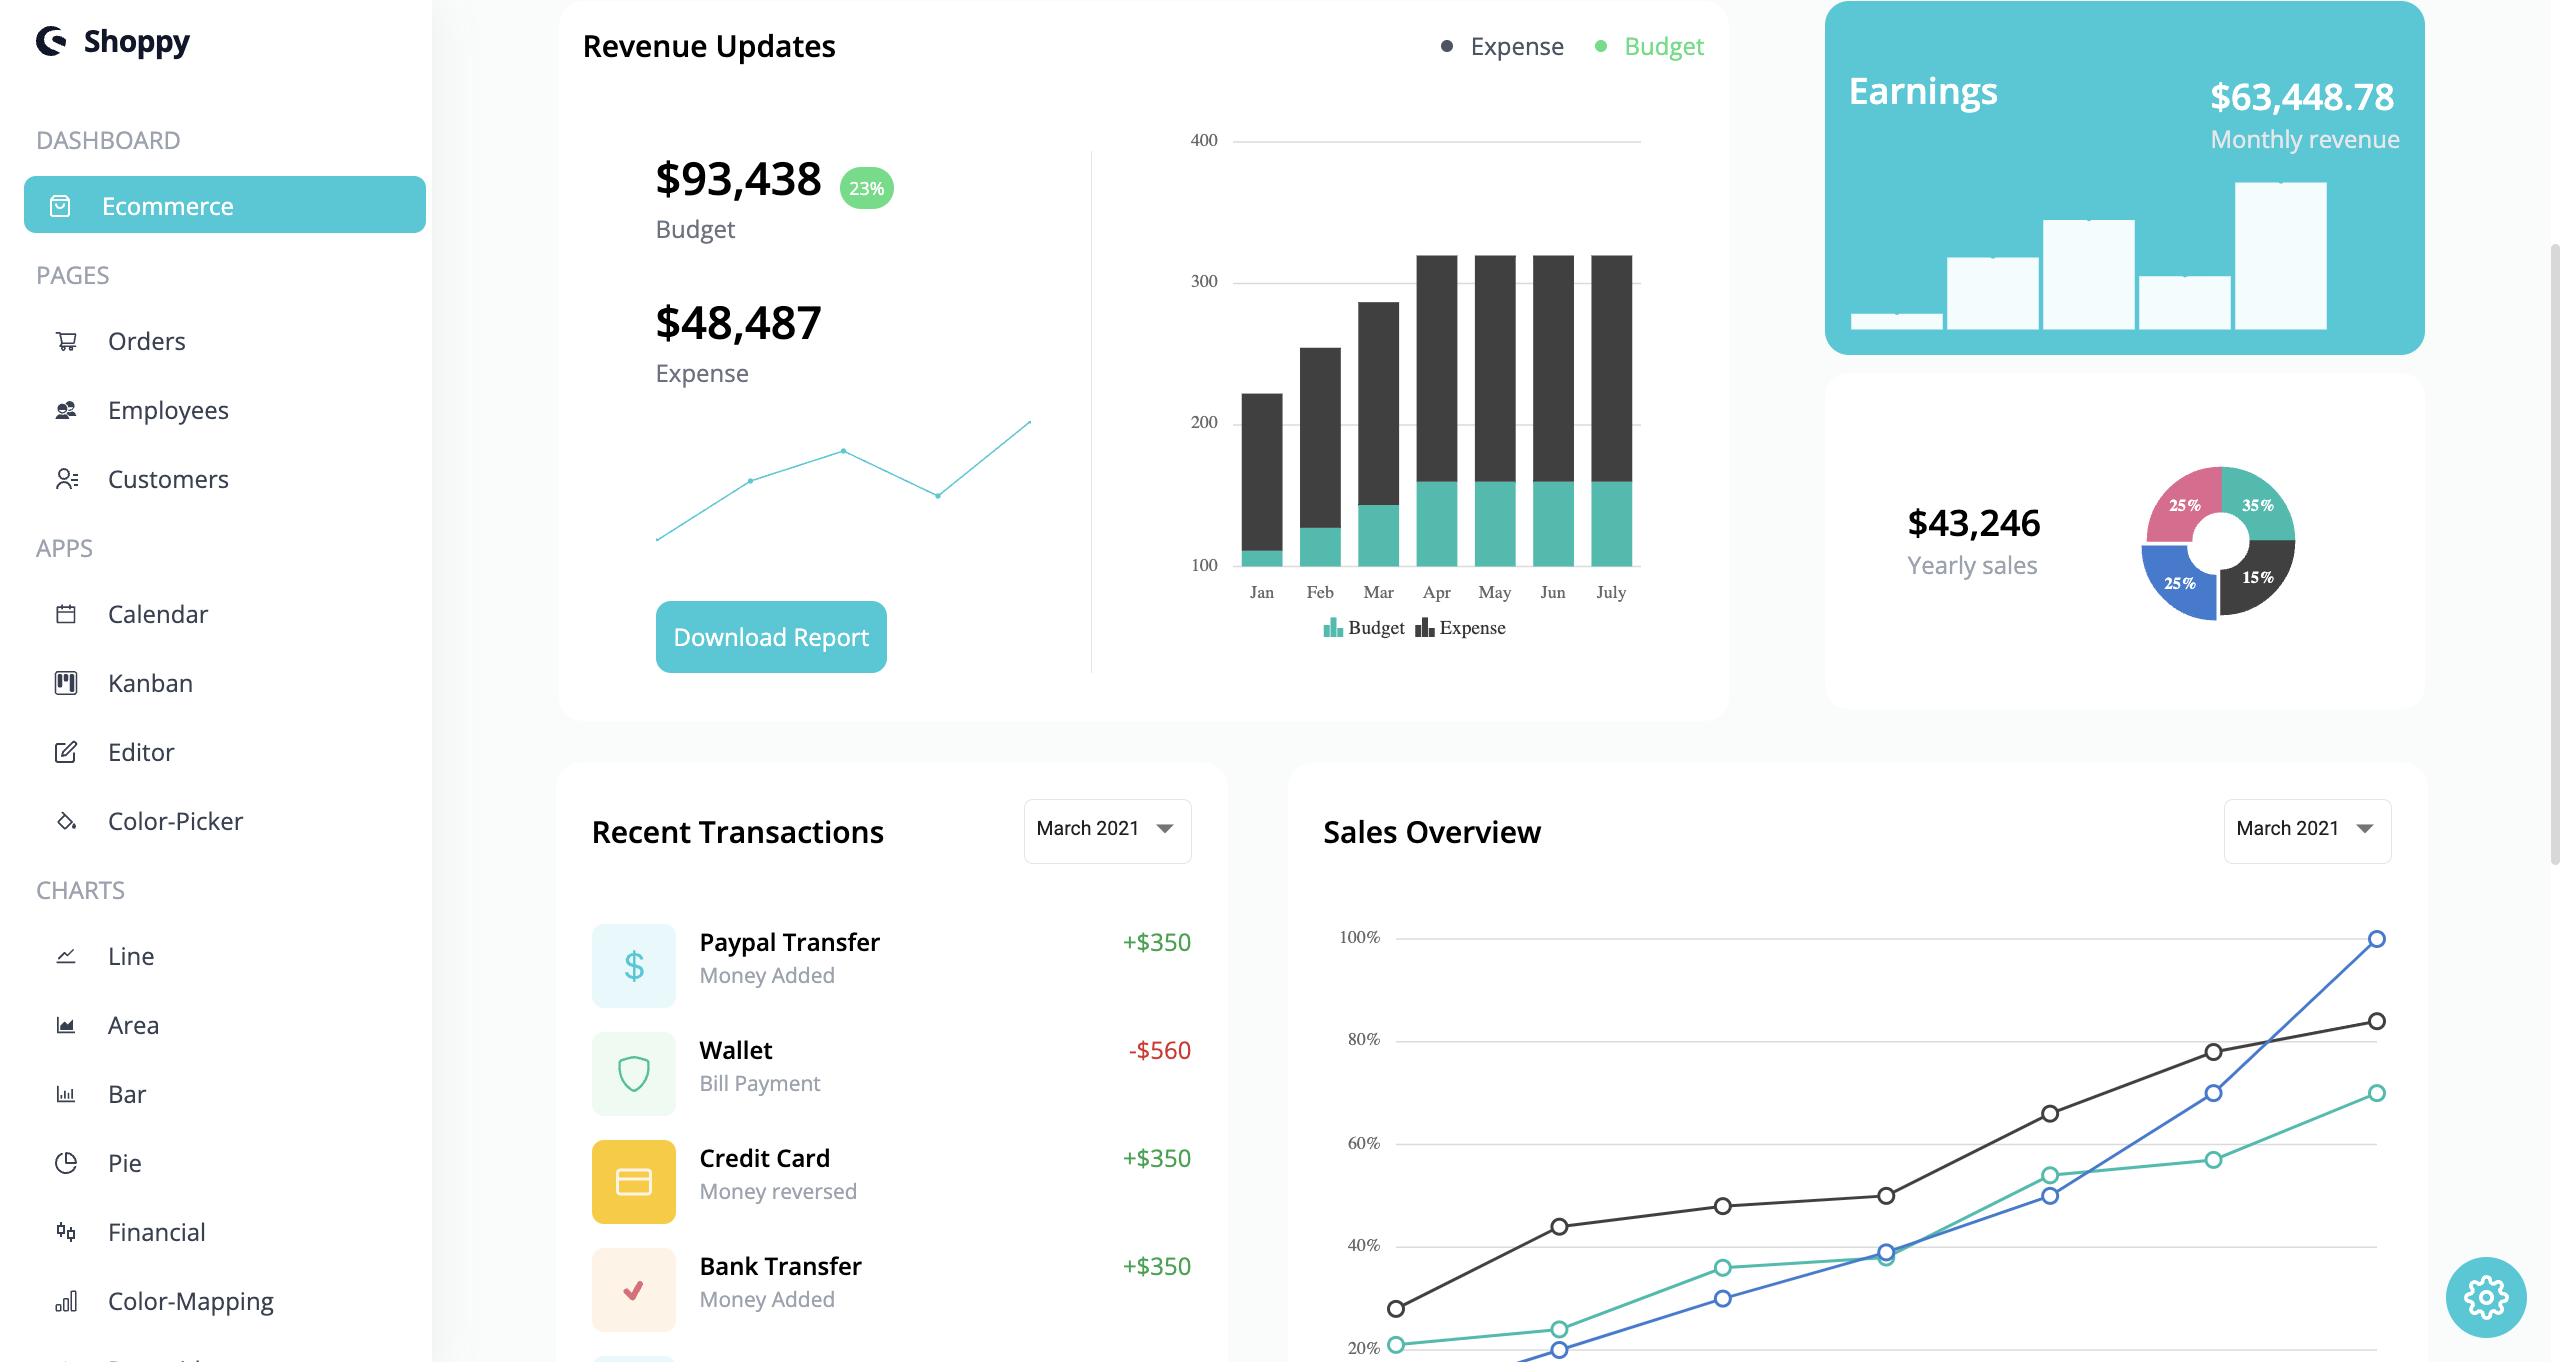 Shoppy
DASHBOARD
Ecommerce
PAGES
Orders
Employees
Customers
APPS
Calendar
Kanban
Editor
Color-Picker
CHARTS
Line
Area
Bar
Pie
Financial
Color-Mapping
Revenue Updates
Expense
Budget
$93,438 23%
Budget
$48,487
Expense
Download Report
400
300
200
100
Jan Feb Mar Apr May Jun July
Budget Expense
Earnings
$63,448.78
Monthly revenue
$43,246
Yearly sales
25% 35%
25% 15%
Recent Transactions
March 2021
Paypal Transfer +$350
Money Added
Wallet -$560
Bill Payment
Credit Card +$350
Money reversed
Bank Transfer +$350
Money Added
Sales Overview
March 2021
100%
80%
60%
40%
20%